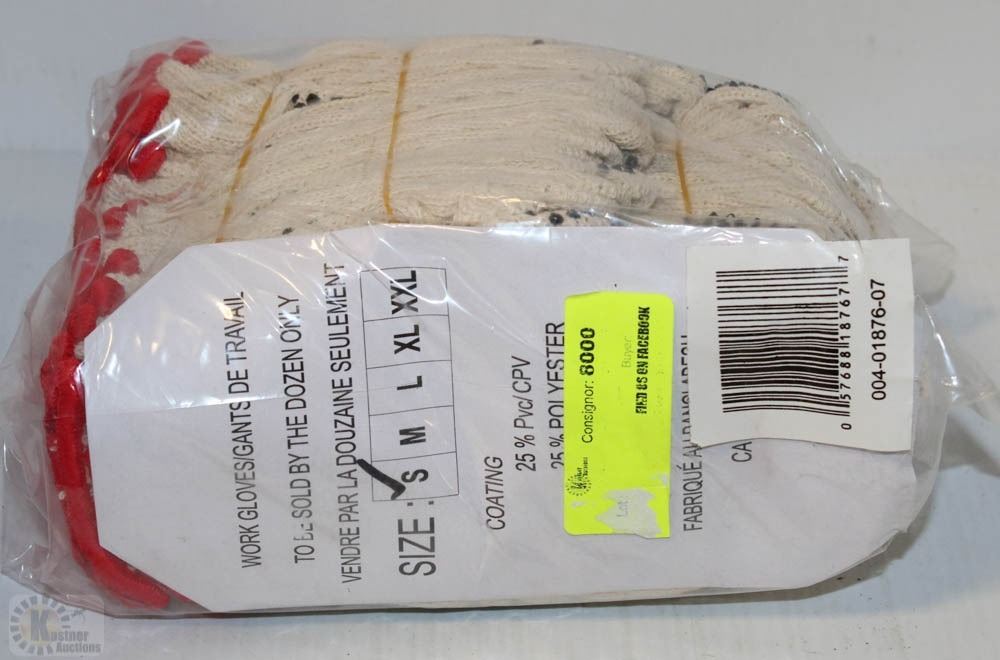 WORK GLOVES/GANTS DE TRAVAIL
TO BE SOLD BY THE DOZEN ONLY
VENDRE PAR LA DOUZAINE SEULEMENT
SIZE : S M L XL XXL
COATING
25 % Pvc/CPV
25 % POLYESTER
Consignor: 8000
Buyer
FIND US ON FACEBOOK
Lot
FABRIQUÉ AU BANGLADESH
CA
0 57688 18767 7
004-01876-07
Kastner
Auctions